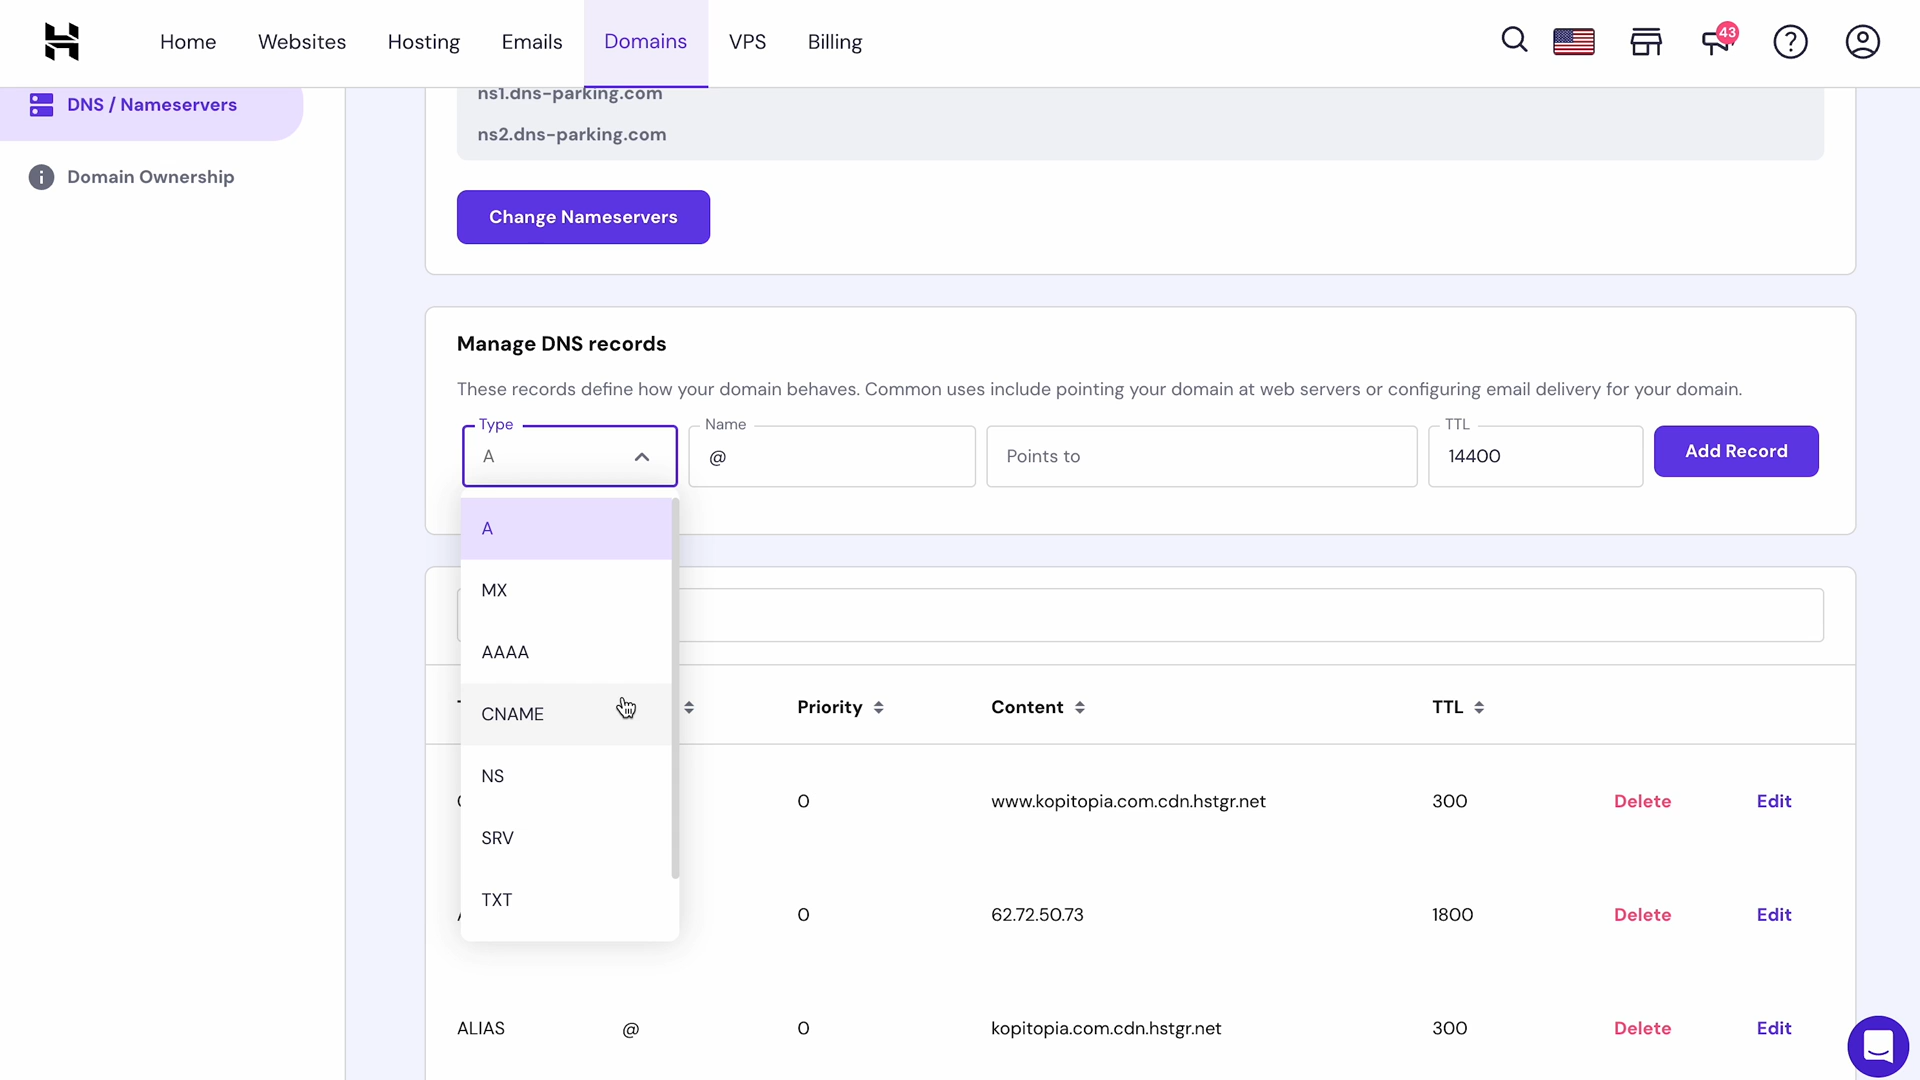 Home Websites Hosting Emails Domains VPS Billing 43
DNS / Nameservers
Domain Ownership
ns1.dns-parking.com
ns2.dns-parking.com
Change Nameservers
Manage DNS records
These records define how your domain behaves. Common uses include pointing your domain at web servers or configuring email delivery for your domain.
Type Name TTL
A @ Points to 14400 Add Record
A
MX
AAAA
CNAME
NS
SRV
TXT
Priority Content TTL
0 www.kopitopia.com.cdn.hstgr.net 300 Delete Edit
0 62.72.50.73 1800 Delete Edit
ALIAS @ 0 kopitopia.com.cdn.hstgr.net 300 Delete Edit